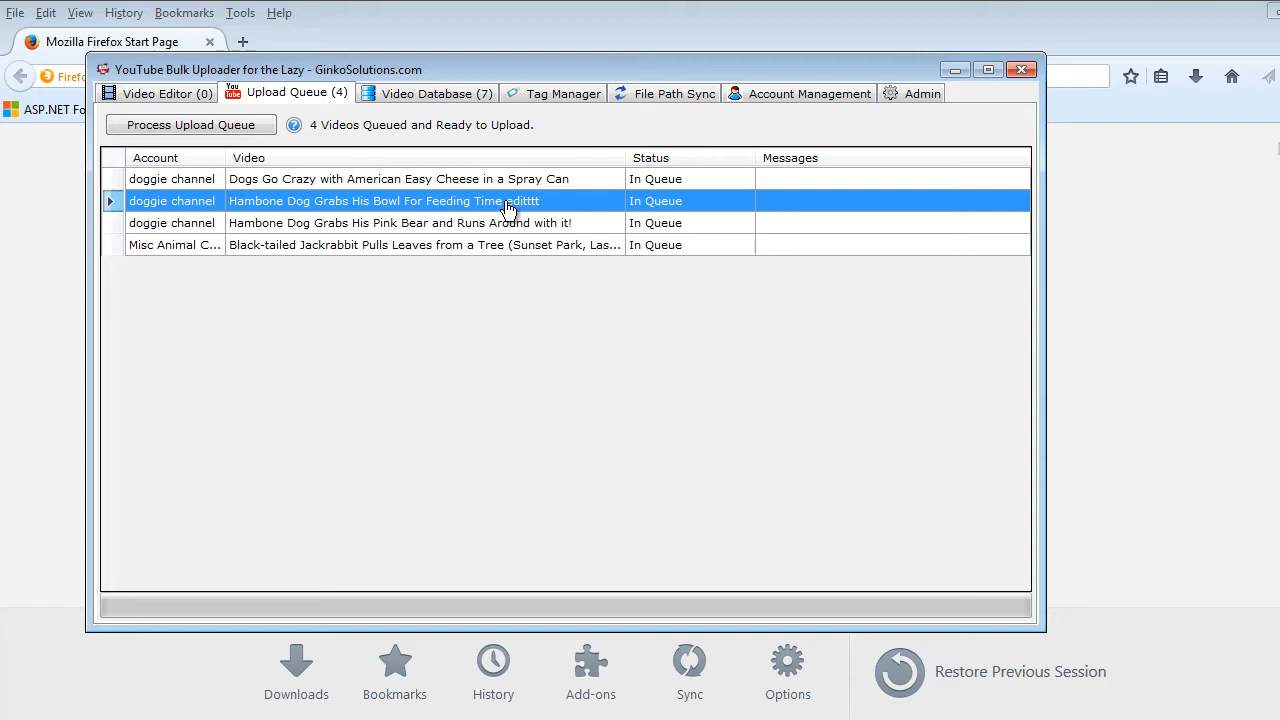 File Edit View History Bookmarks Tools Help
Mozilla Firefox Start Page
YouTube Bulk Uploader for the Lazy - GinkoSolutions.com
Firef
ASP.NET Fo
Video Editor (0) You Tube Upload Queue (4) Video Database (7) Tag Manager File Path Sync Account Management Admin
Process Upload Queue ? 4 Videos Queued and Ready to Upload.
Account Video Status Messages
doggie channel Dogs Go Crazy with American Easy Cheese in a Spray Can In Queue
doggie channel Hambone Dog Grabs His Bowl For Feeding Time editttt In Queue
doggie channel Hambone Dog Grabs His Pink Bear and Runs Around with it! In Queue
Misc Animal C... Black-tailed Jackrabbit Pulls Leaves from a Tree (Sunset Park, Las... In Queue
Downloads Bookmarks History Add-ons Sync Options Restore Previous Session